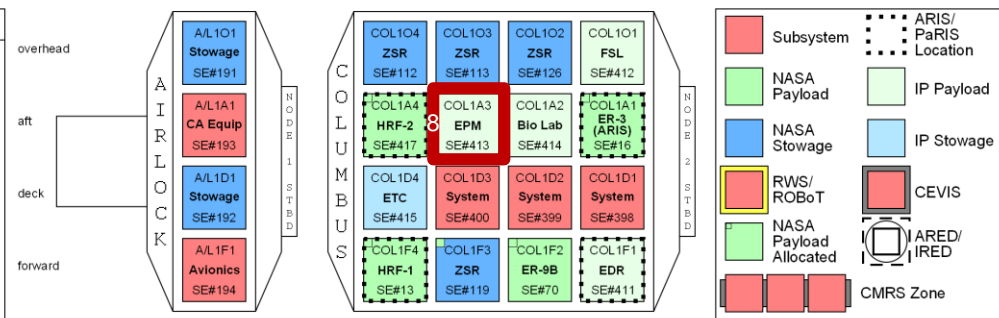 overhead
aft
deck
forward
AIRLOCK
A/L1O1
Stowage
SE#191
A/L1A1
CA Equip
SE#193
A/L1D1
Stowage
SE#192
A/L1F1
Avionics
SE#194
NODE 1 STBD
COLUMBUS
COL1O4
ZSR
SE#112
COL1O3
ZSR
SE#113
COL1O2
ZSR
SE#126
COL1O1
FSL
SE#412
COL1A4
HRF-2
SE#417
8
COL1A3
EPM
SE#413
COL1A2
Bio Lab
SE#414
COL1A1
ER-3
(ARIS)
SE#16
COL1D4
ETC
SE#415
COL1D3
System
SE#400
COL1D2
System
SE#399
COL1D1
System
SE#398
COL1F4
HRF-1
SE#13
COL1F3
ZSR
SE#119
COL1F2
ER-9B
SE#70
COL1F1
EDR
SE#411
NODE 2 STBD
Subsystem
ARIS/
PaRIS
Location
NASA
Payload
IP Payload
NASA
Stowage
IP Stowage
RWS/
ROBoT
CEVIS
NASA
Payload
Allocated
ARED/
IRED
CMRS Zone